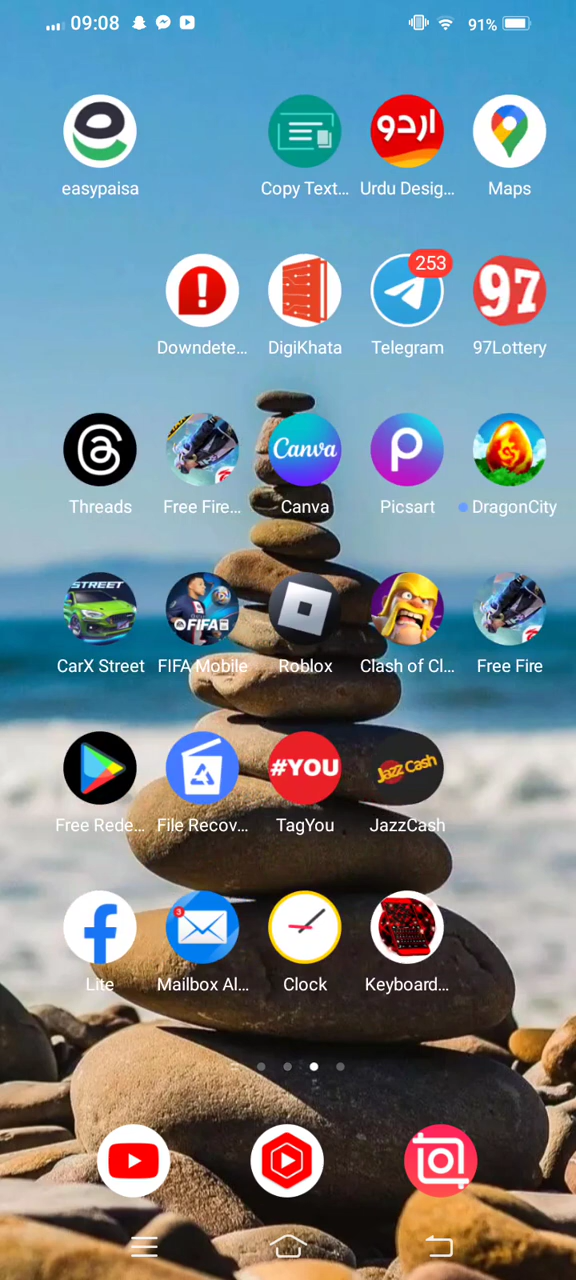 09:08
91%
easypaisa
Copy Text...
اردو
Urdu Desig...
Maps
!
Downdete...
DigiKhata
253
Telegram
97
97Lottery
Threads
Free Fire...
Canva
Canva
Picsart
DragonCity
STREET
CarX Street
FIFA
FIFA Mobile
Roblox
Clash of Cl...
Free Fire
Free Rede...
File Recov...
#YOU
TagYou
Jazz Cash
JazzCash
Lite
3
Mailbox Al...
Clock
Keyboard...